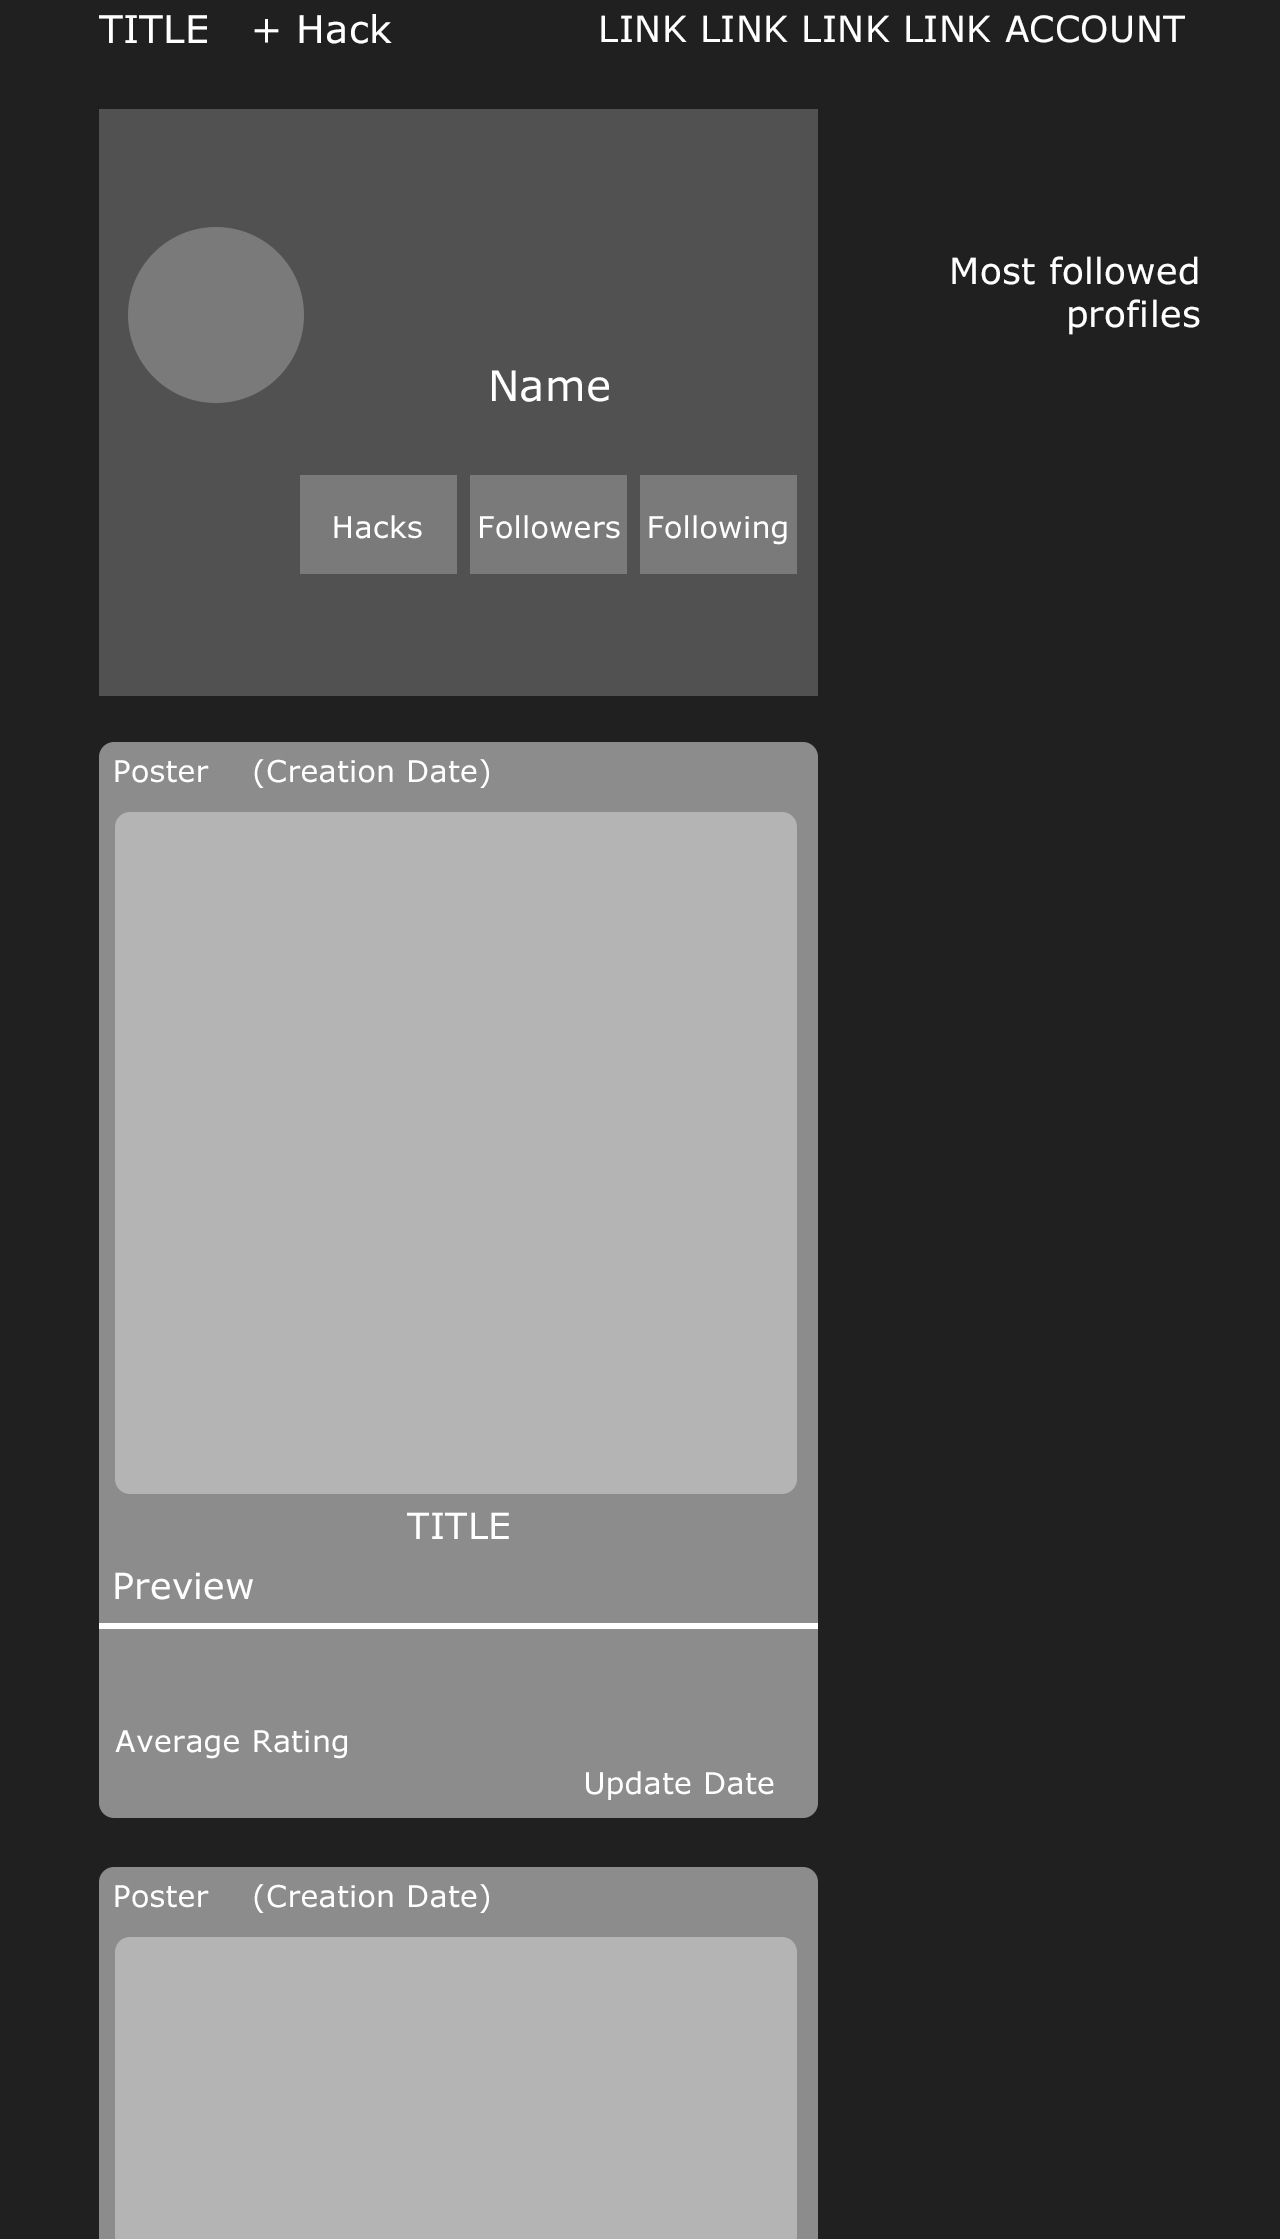 TITLE + Hack LINK LINK LINK LINK ACCOUNT
Most followed
profiles
Name
Hacks Followers Following
Poster (Creation Date)
TITLE
Preview
Average Rating
Update Date
Poster (Creation Date)